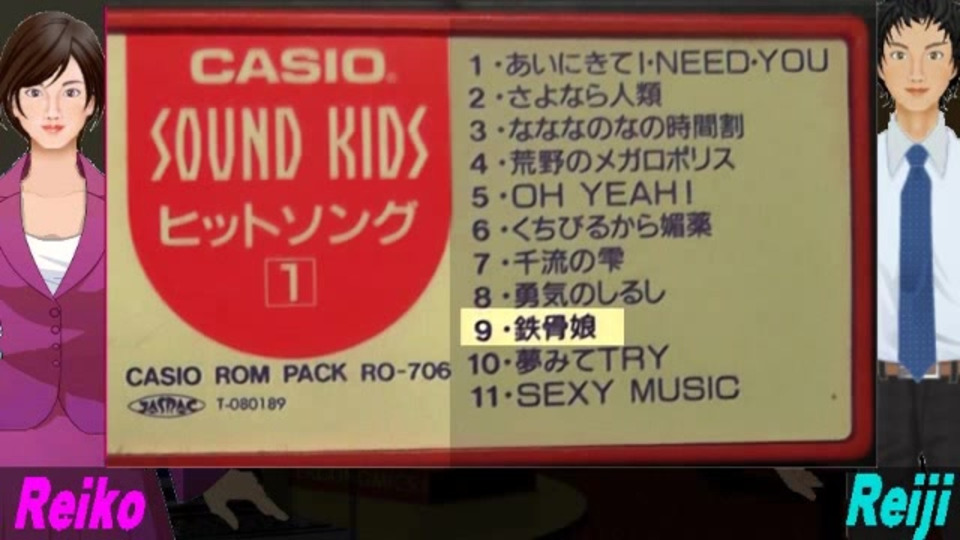 CASIO®
SOUND KIDS
ヒットソング
1
CASIO ROM PACK RO-706
JASRAC T-080189
1・あいにきてI・NEED・YOU
2・さよなら人類
3・なななのなの時間割
4・荒野のメガロポリス
5・OH YEAH!
6・くちびるから媚薬
7・千流の雫
8・勇気のしるし
9・鉄骨娘
10・夢みてTRY
11・SEXY MUSIC
Reiko
Reiji